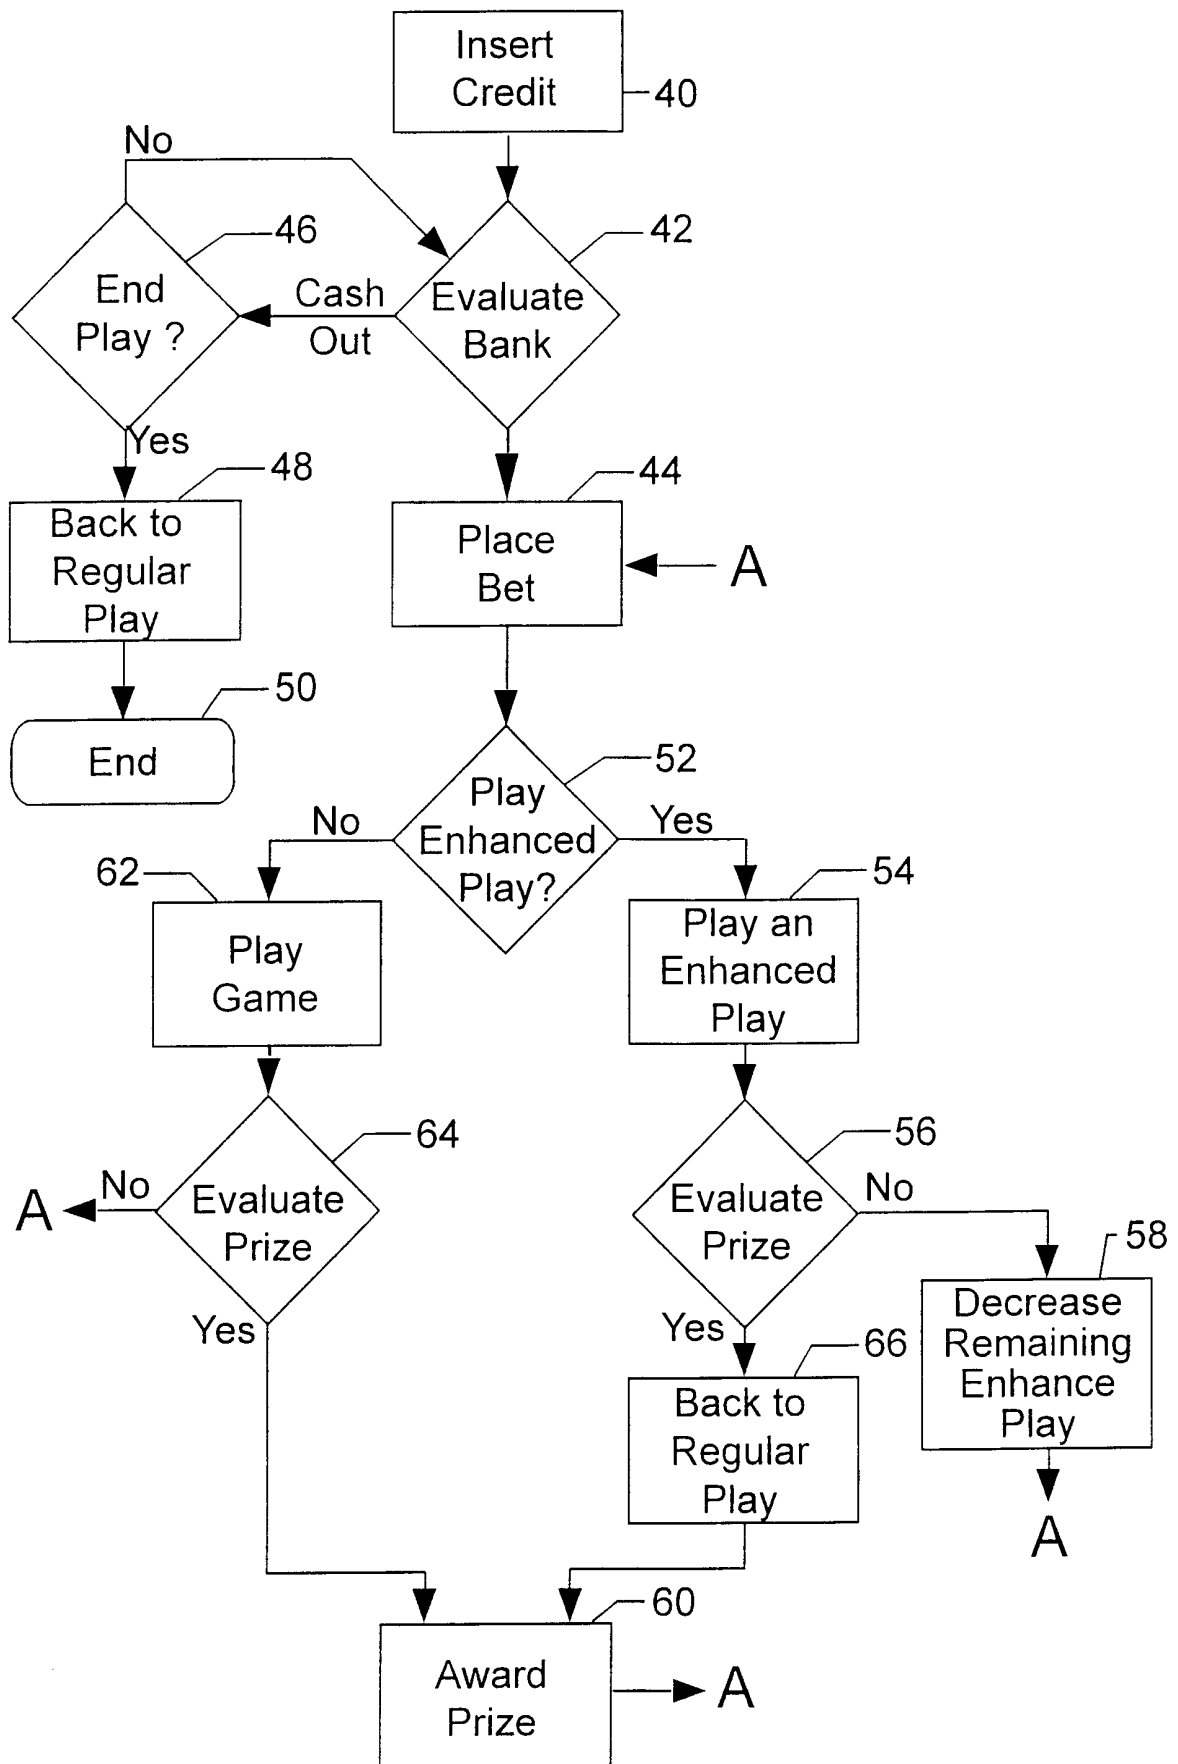 Insert
Credit
40
No
46
42
End
Play ?
Cash
Out
Evaluate
Bank
Yes
48
44
Back to
Regular
Play
Place
Bet
A
50
End
52
Play
Enhanced
Play?
No
Yes
62
54
Play
Game
Play an
Enhanced
Play
64
56
A
No
Evaluate
Prize
Evaluate
Prize
No
58
Yes
Yes
66
Decrease
Remaining
Enhance
Play
Back to
Regular
Play
A
60
Award
Prize
A